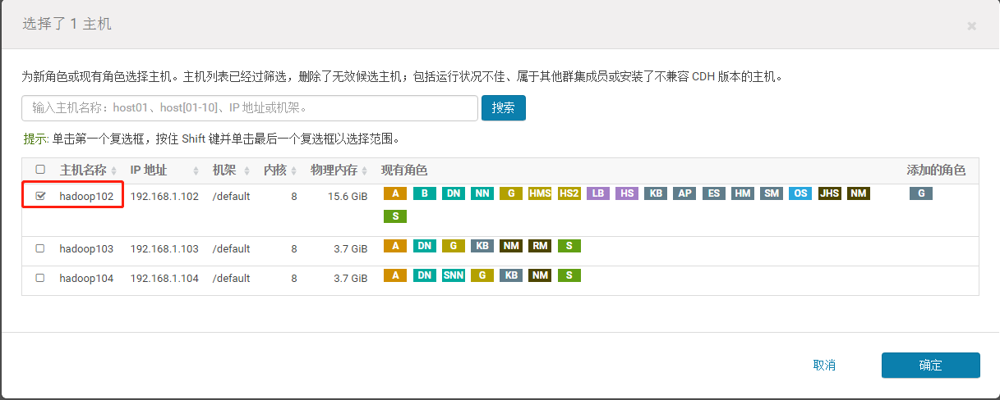 选择了 1 主机
×
为新角色或现有角色选择主机。主机列表已经过筛选，删除了无效候选主机；包括运行状况不佳、属于其他群集成员或安装了不兼容 CDH 版本的主机。
输入主机名称：host01、host[01-10]、IP 地址或机架。 搜索
提示: 单击第一个复选框，按住 Shift 键并单击最后一个复选框以选择范围。
主机名称 IP 地址 机架 内核 物理内存 现有角色 添加的角色
hadoop102 192.168.1.102 /default 8 15.6 GiB A B DN NN G HMS HS2 LB HS KB AP ES HM SM OS JHS NM G
S
hadoop103 192.168.1.103 /default 8 3.7 GiB A DN G KB NM RM S
hadoop104 192.168.1.104 /default 8 3.7 GiB A DN SNN G KB NM S
取消 确定